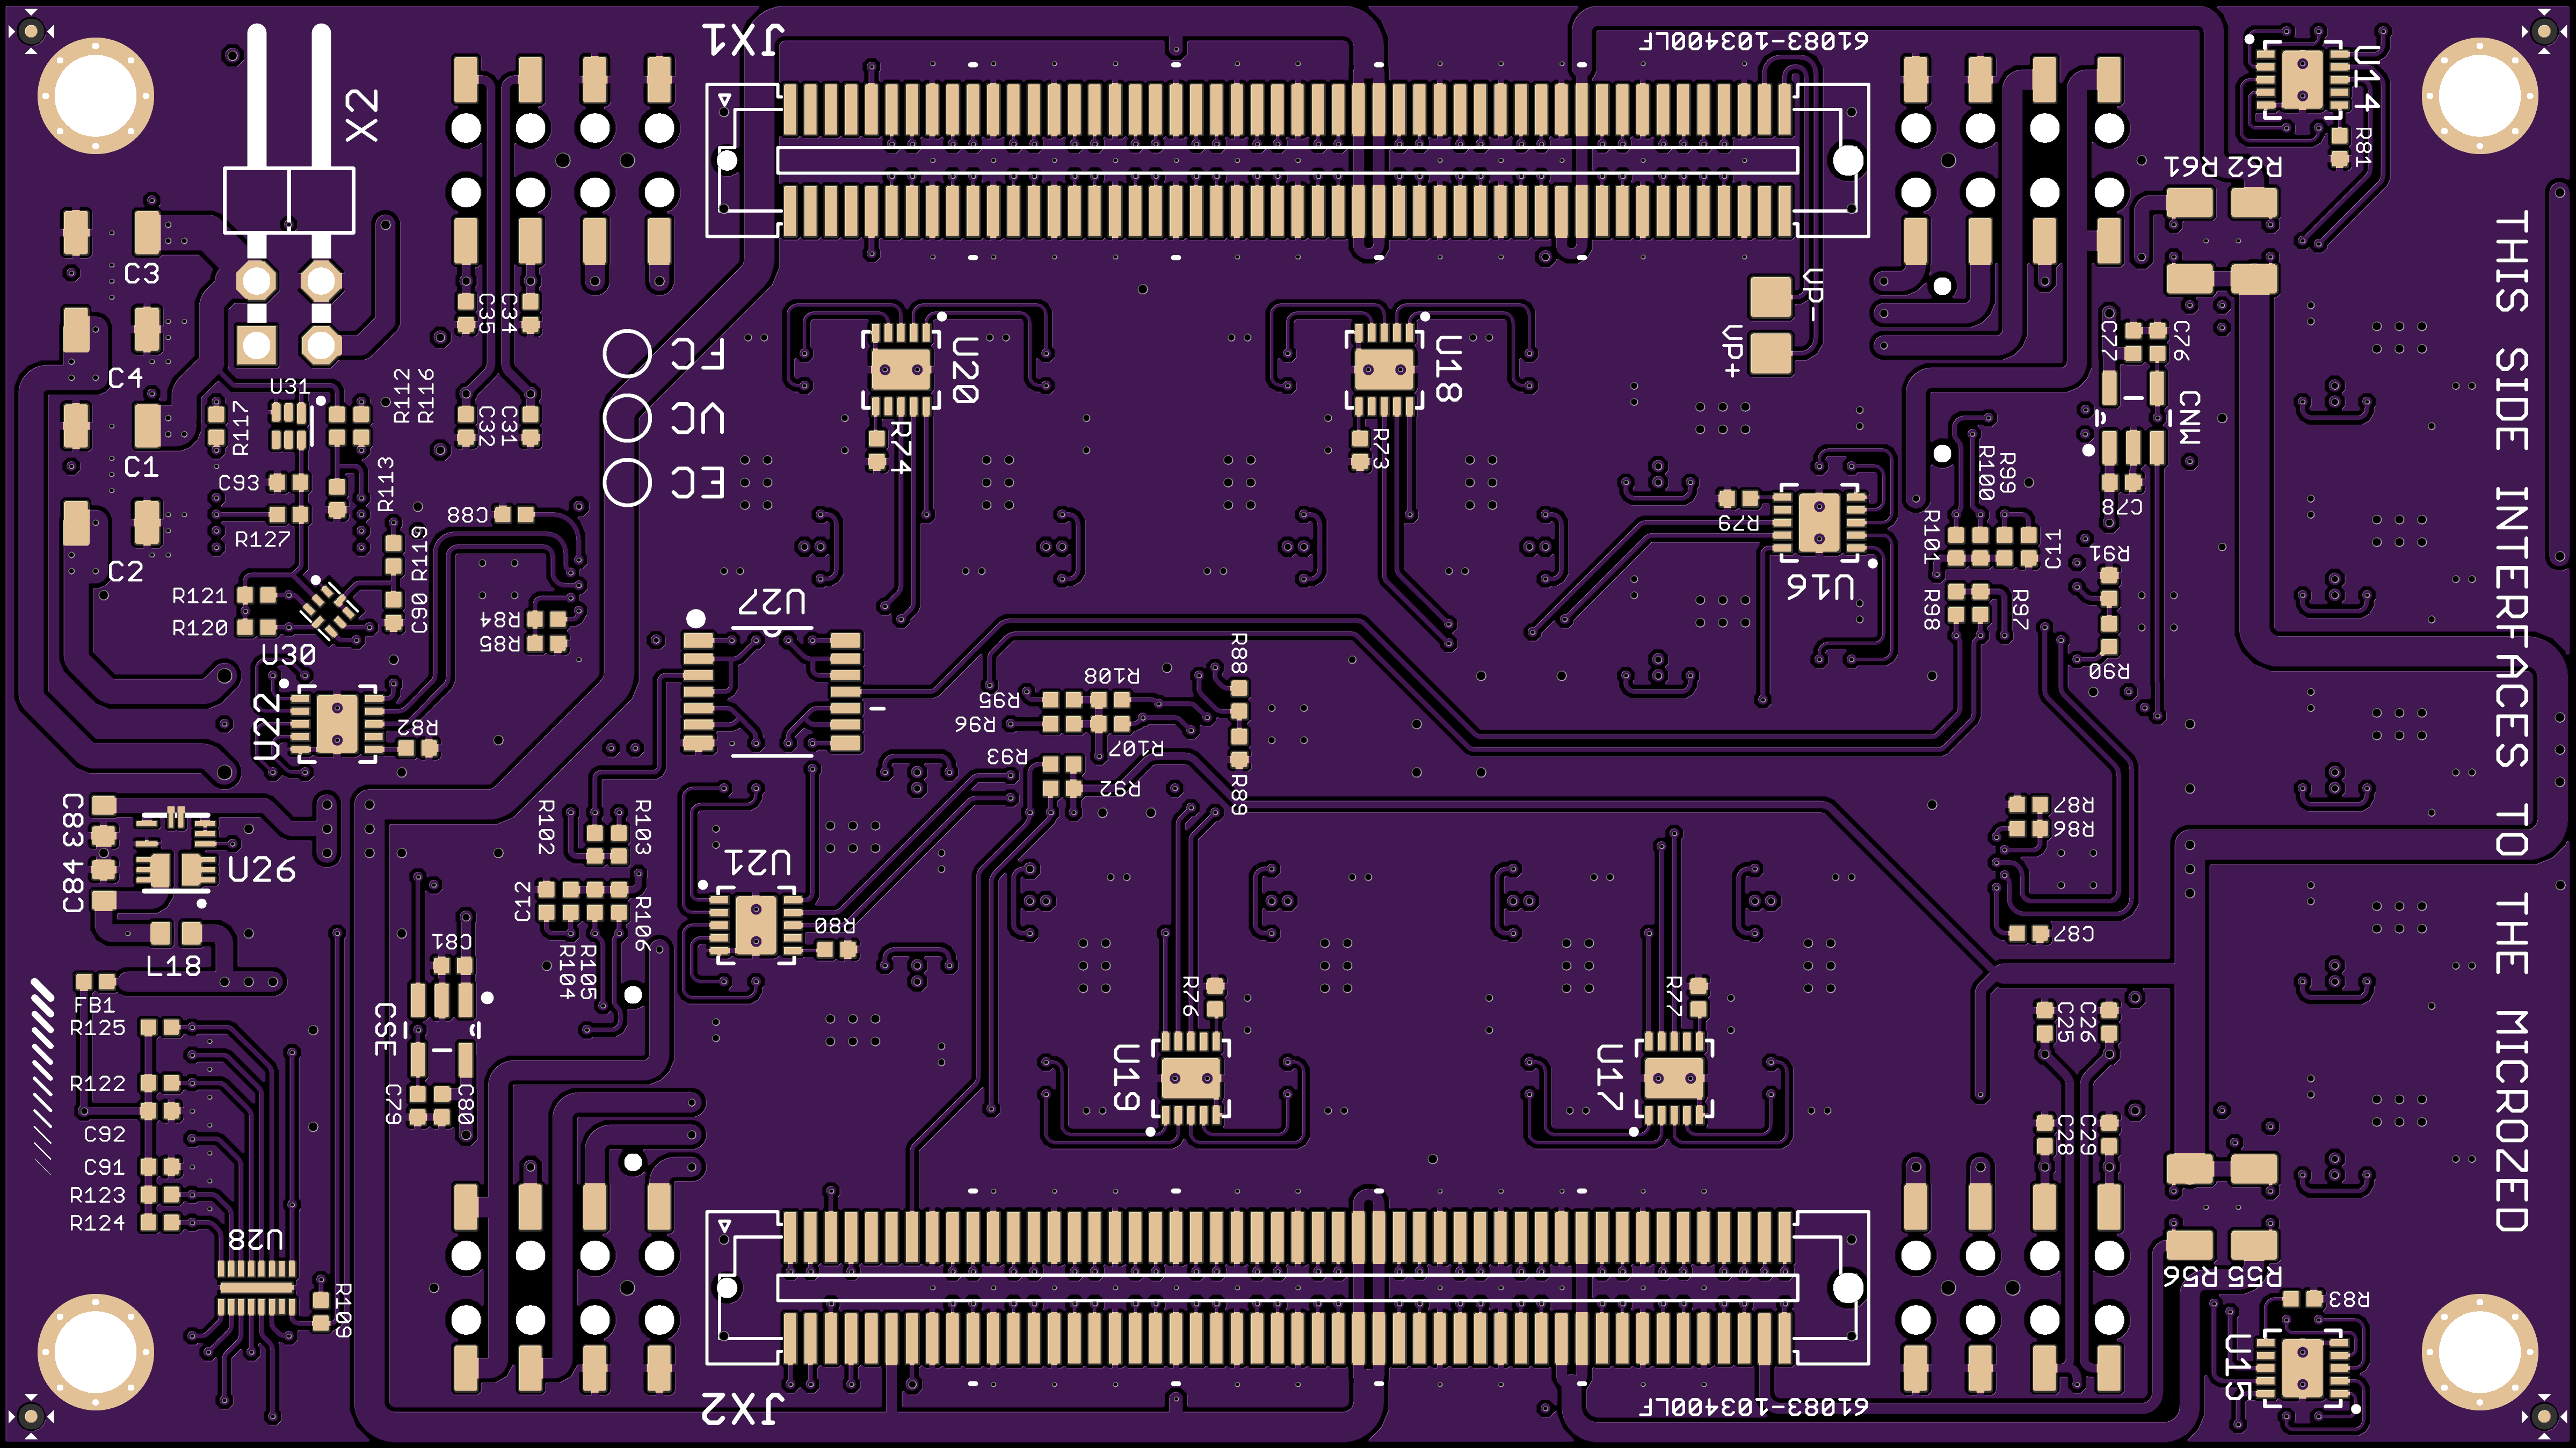 JX1
61083-103400LF
U14
X2
R81
R61 R62
C3
C35
C34
VP-
VP+
C77
C76
FC
U20
U18
C4
U31
R112
R116
CNM
R117
C32
C31
VC
R74
R73
C1
R113
C93
EC
R100
R99
C78
C88
R79
R101
C11
R127
R119
R91
C2
R121
C90
U27
U16
R98
R97
R120
R84
R85
U30
R88
R108
R90
R95
U22
R82
R96
R107
R93
R92
R89
C83
R102
R103
R87
R86
U26
U21
C84
C12
R106
R80
C87
C81
L18
R104
R105
FB1
R76
R77
CSE
R125
C25
C26
U19
U17
R122
C79
C80
C92
C28
C29
C91
R123
R124
U28
R56 R55
R109
R83
U15
JX2
61083-103400LF
THIS SIDE INTERFACES TO THE MICROZED